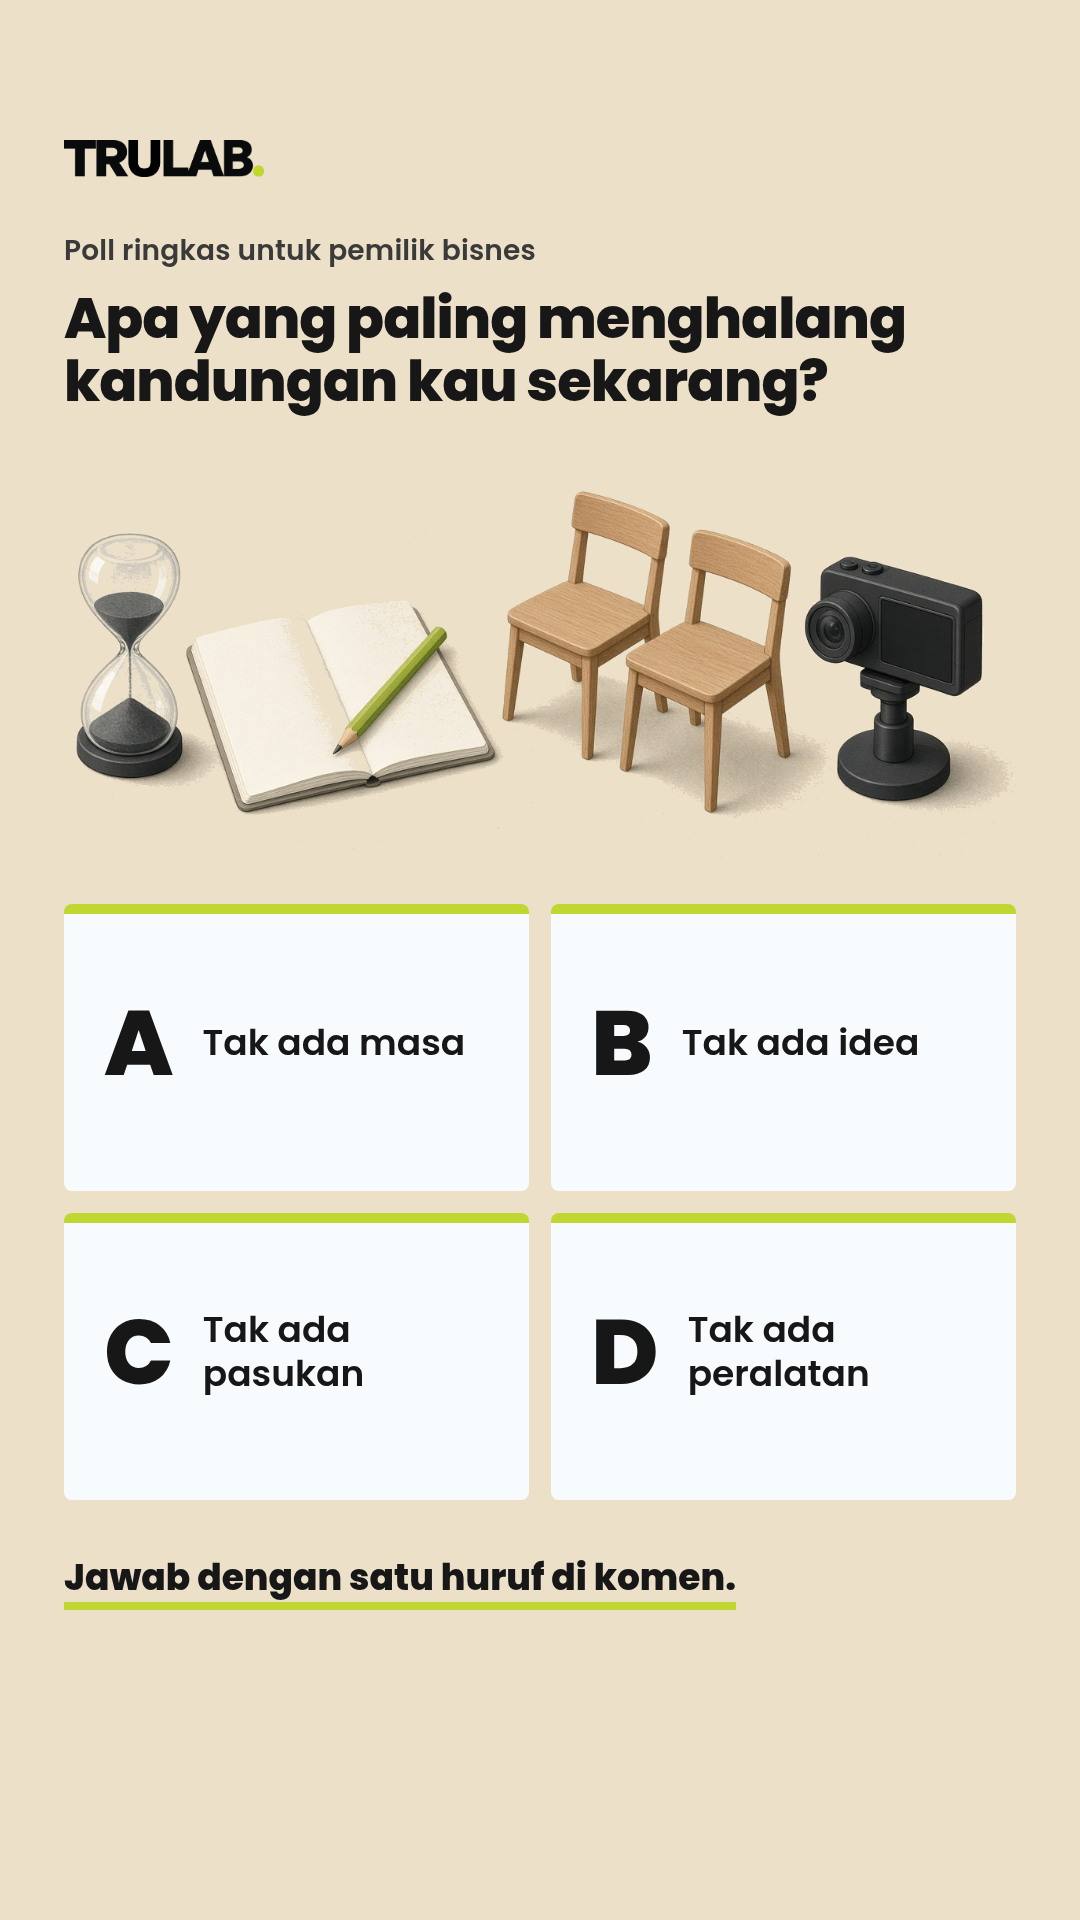 TRULAB.
Poll ringkas untuk pemilik bisnes
Apa yang paling menghalang
kandungan kau sekarang?
A Tak ada masa
B Tak ada idea
C Tak ada
pasukan
D Tak ada
peralatan
Jawab dengan satu huruf di komen.